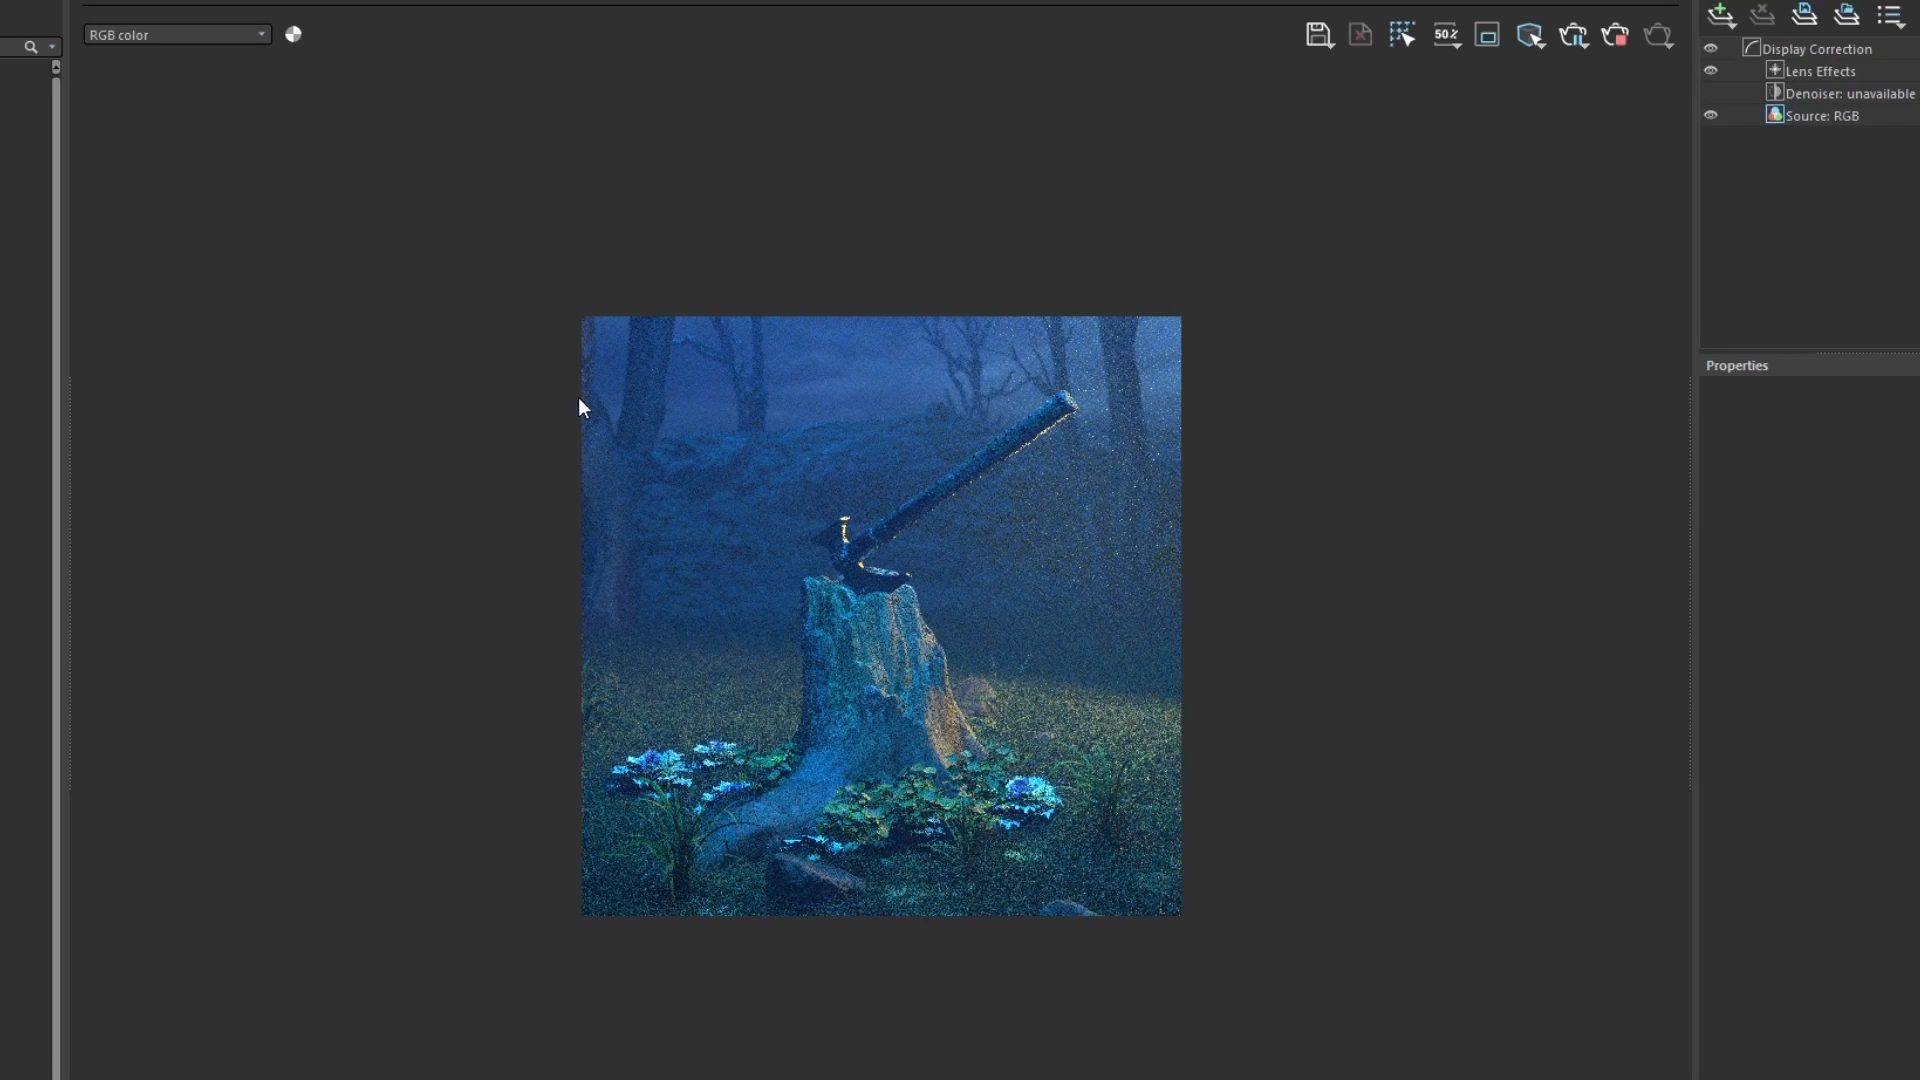 RGB color
50%
Display Correction
Lens Effects
Denoiser: unavailable
Source: RGB
Properties